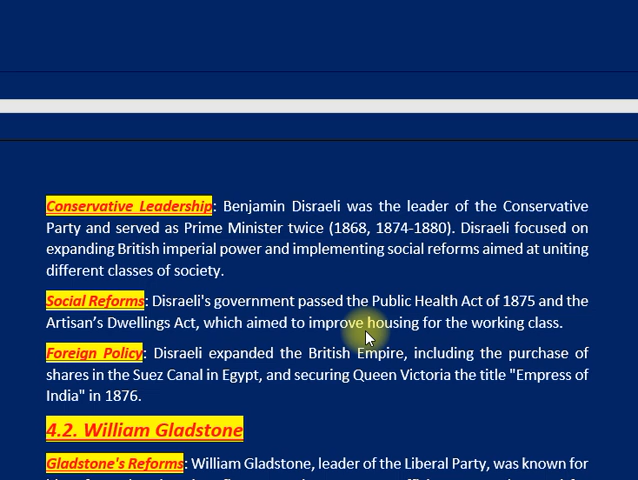 Conservative Leadership: Benjamin Disraeli was the leader of the Conservative
Party and served as Prime Minister twice (1868, 1874-1880). Disraeli focused on
expanding British imperial power and implementing social reforms aimed at uniting
different classes of society.
Social Reforms: Disraeli's government passed the Public Health Act of 1875 and the
Artisan’s Dwellings Act, which aimed to improve housing for the working class.
Foreign Policy: Disraeli expanded the British Empire, including the purchase of
shares in the Suez Canal in Egypt, and securing Queen Victoria the title "Empress of
India" in 1876.
4.2. William Gladstone
Gladstone's Reforms: William Gladstone, leader of the Liberal Party, was known for